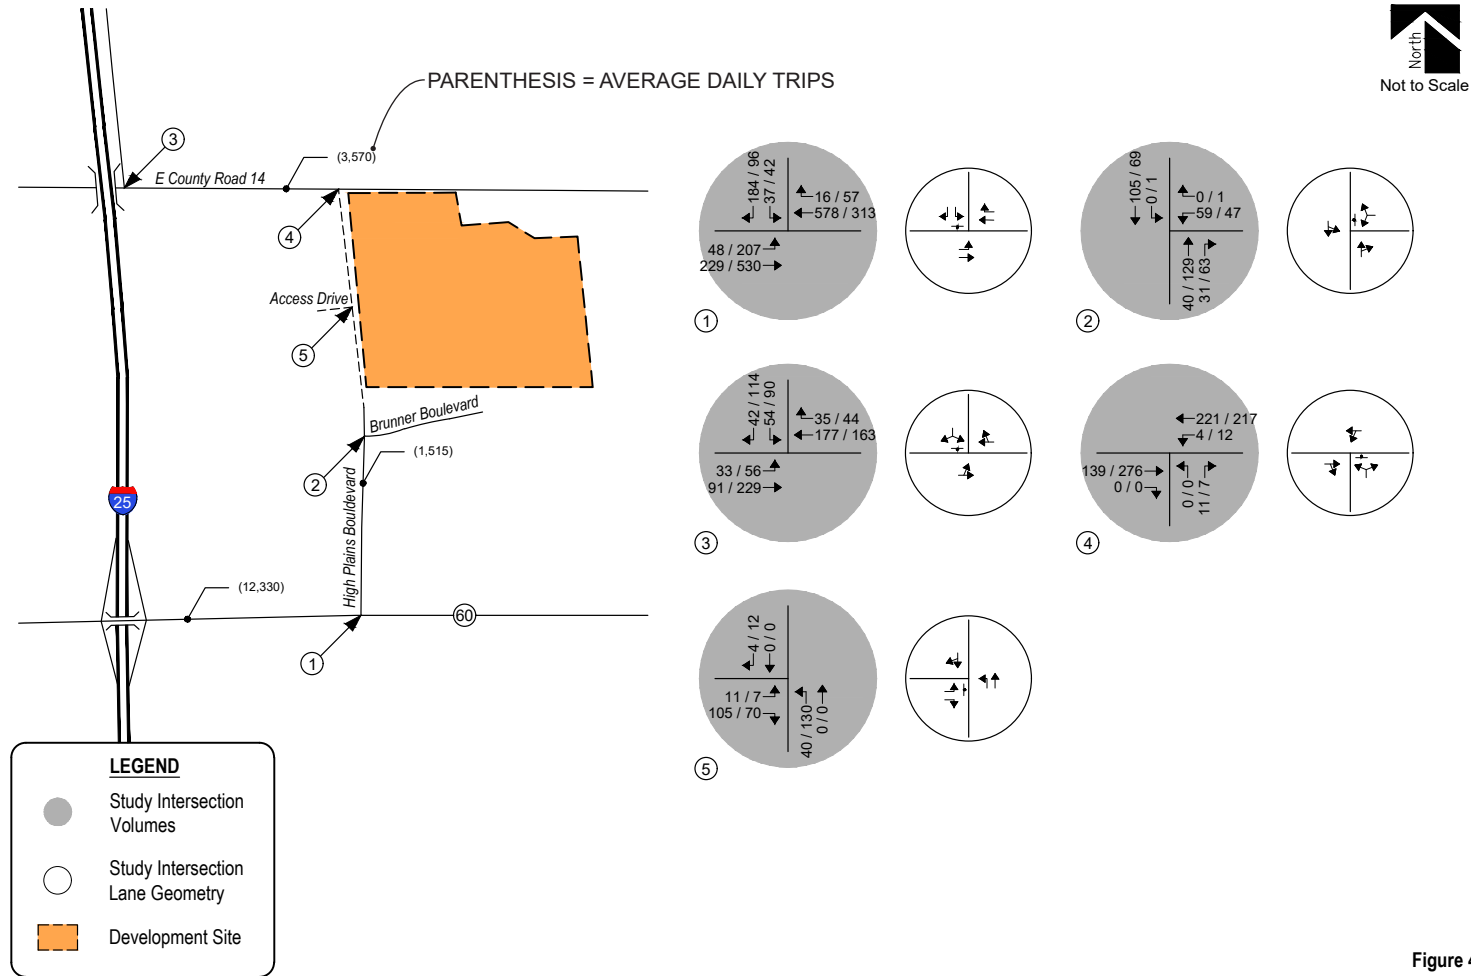 North
Not to Scale
PARENTHESIS = AVERAGE DAILY TRIPS
3
(3,570)
E County Road 14
4
Access Drive
5
Brunner Boulevard
(1,515)
2
High Plains Bouldevard
25
(12,330)
60
1
184 / 96
37 / 42
16 / 57
578 / 313
48 / 207
229 / 530
1
105 / 69
0 / 1
0 / 1
59 / 47
40 / 129
31 / 63
2
42 / 114
54 / 90
35 / 44
177 / 163
33 / 56
91 / 229
3
221 / 217
4 / 12
139 / 276
0 / 0
0 / 0
11 / 7
4
4 / 12
0 / 0
11 / 7
105 / 70
40 / 130
0 / 0
5
LEGEND
Study Intersection
Volumes
Study Intersection
Lane Geometry
Development Site
Figure 4